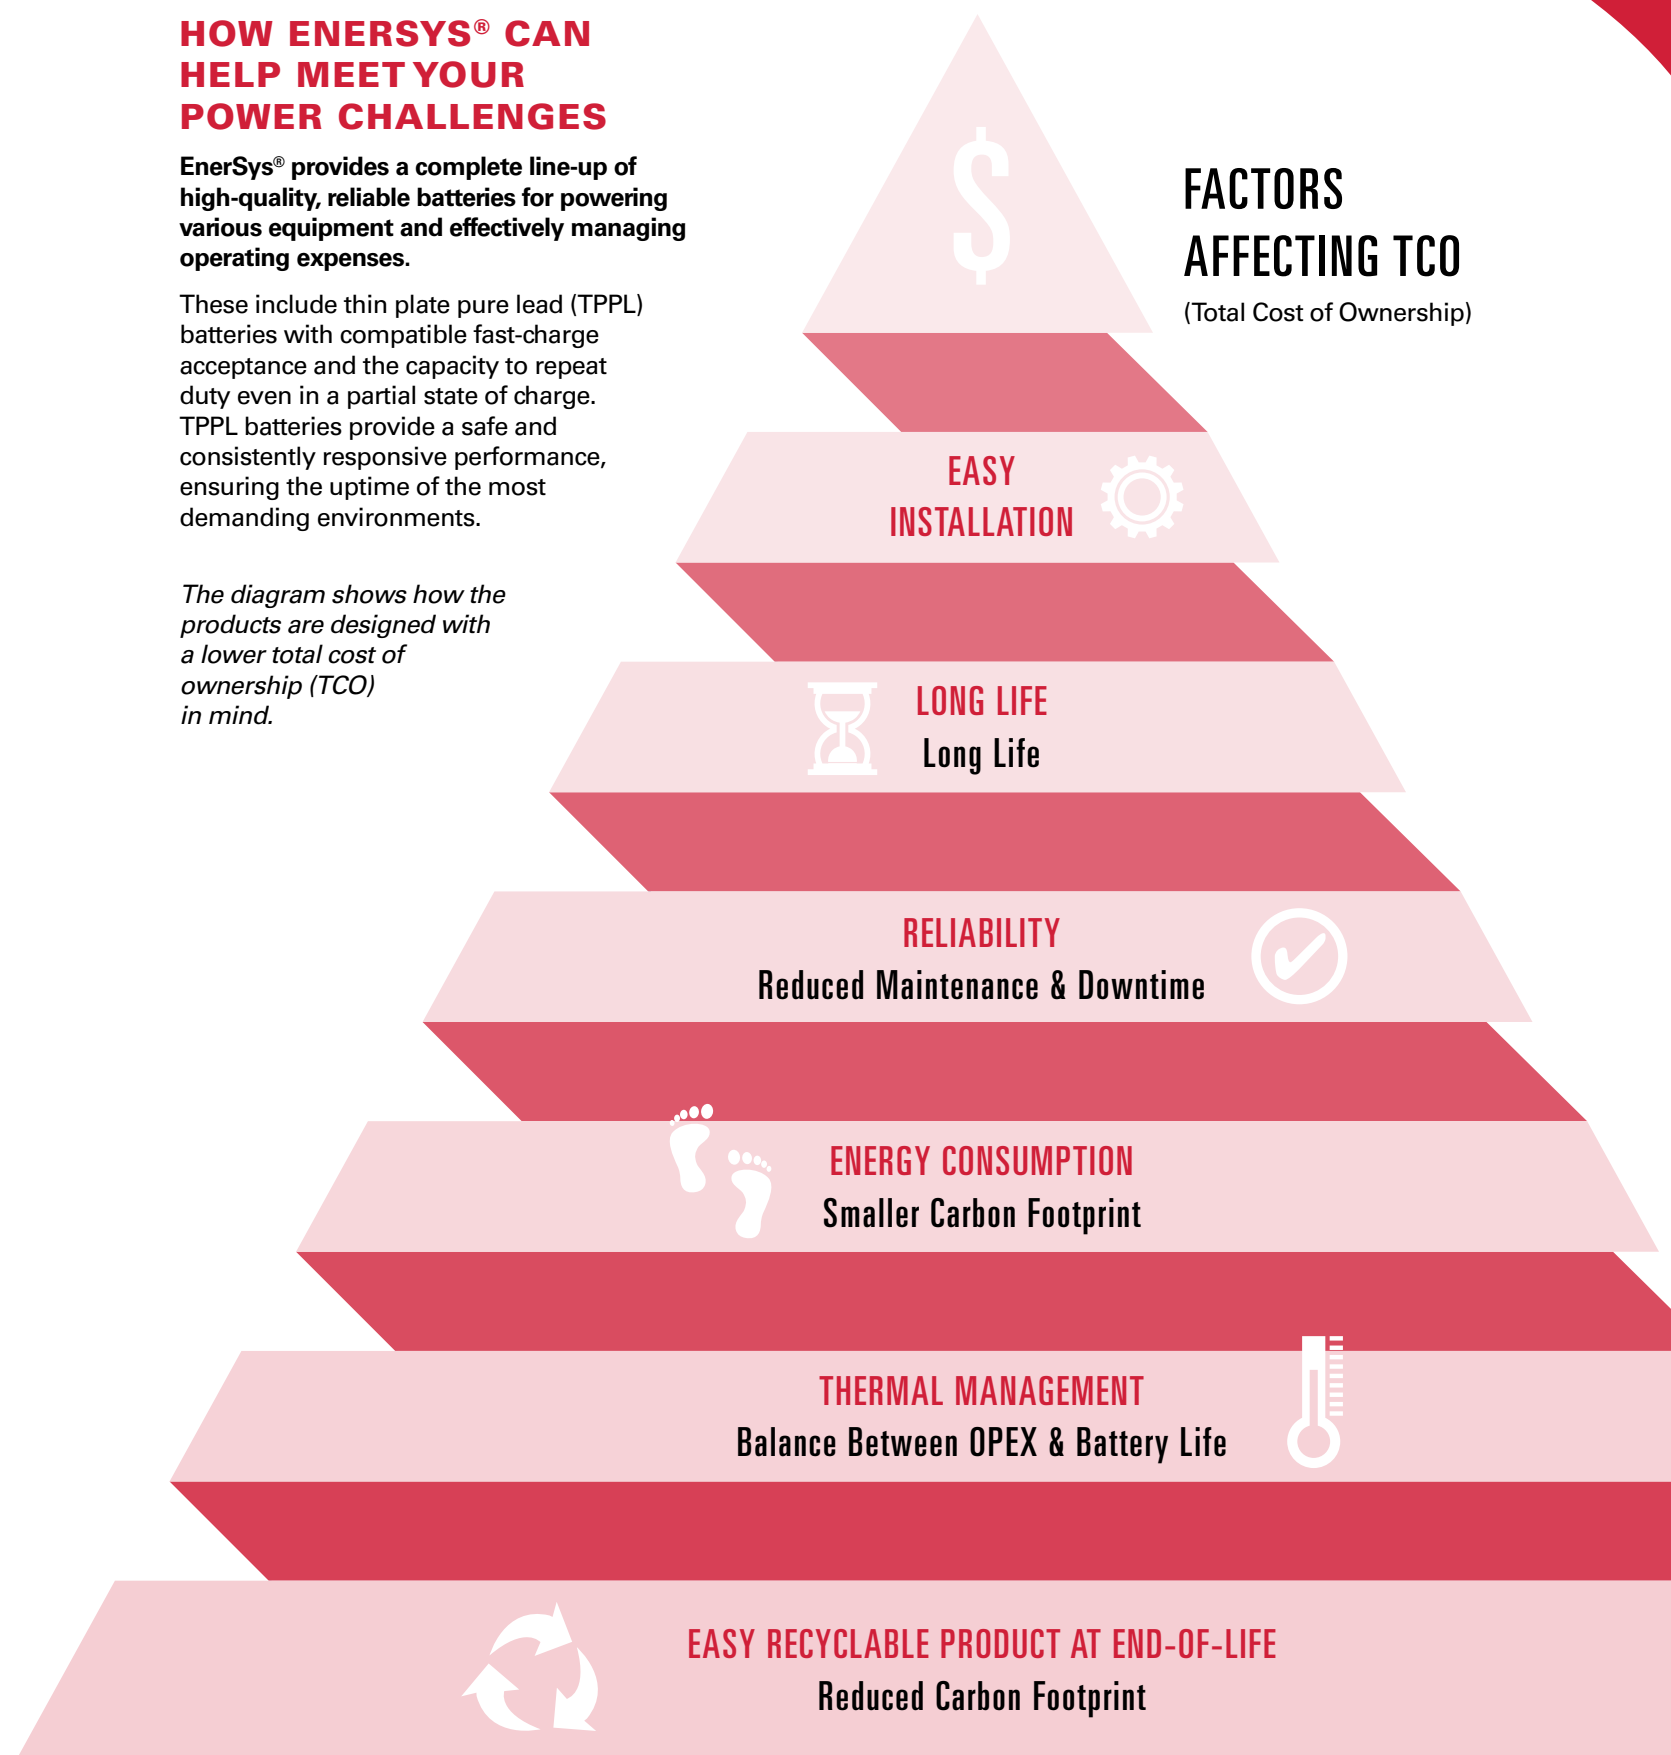 HOW ENERSYS® CAN
HELP MEET YOUR
POWER CHALLENGES
EnerSys® provides a complete line-up of
high-quality, reliable batteries for powering
various equipment and effectively managing
operating expenses.
These include thin plate pure lead (TPPL)
batteries with compatible fast-charge
acceptance and the capacity to repeat
duty even in a partial state of charge.
TPPL batteries provide a safe and
consistently responsive performance,
ensuring the uptime of the most
demanding environments.
The diagram shows how the
products are designed with
a lower total cost of
ownership (TCO)
in mind.
$
FACTORS
AFFECTING TCO
(Total Cost of Ownership)
EASY
INSTALLATION
LONG LIFE
Long Life
RELIABILITY
Reduced Maintenance & Downtime
ENERGY CONSUMPTION
Smaller Carbon Footprint
THERMAL MANAGEMENT
Balance Between OPEX & Battery Life
EASY RECYCLABLE PRODUCT AT END-OF-LIFE
Reduced Carbon Footprint